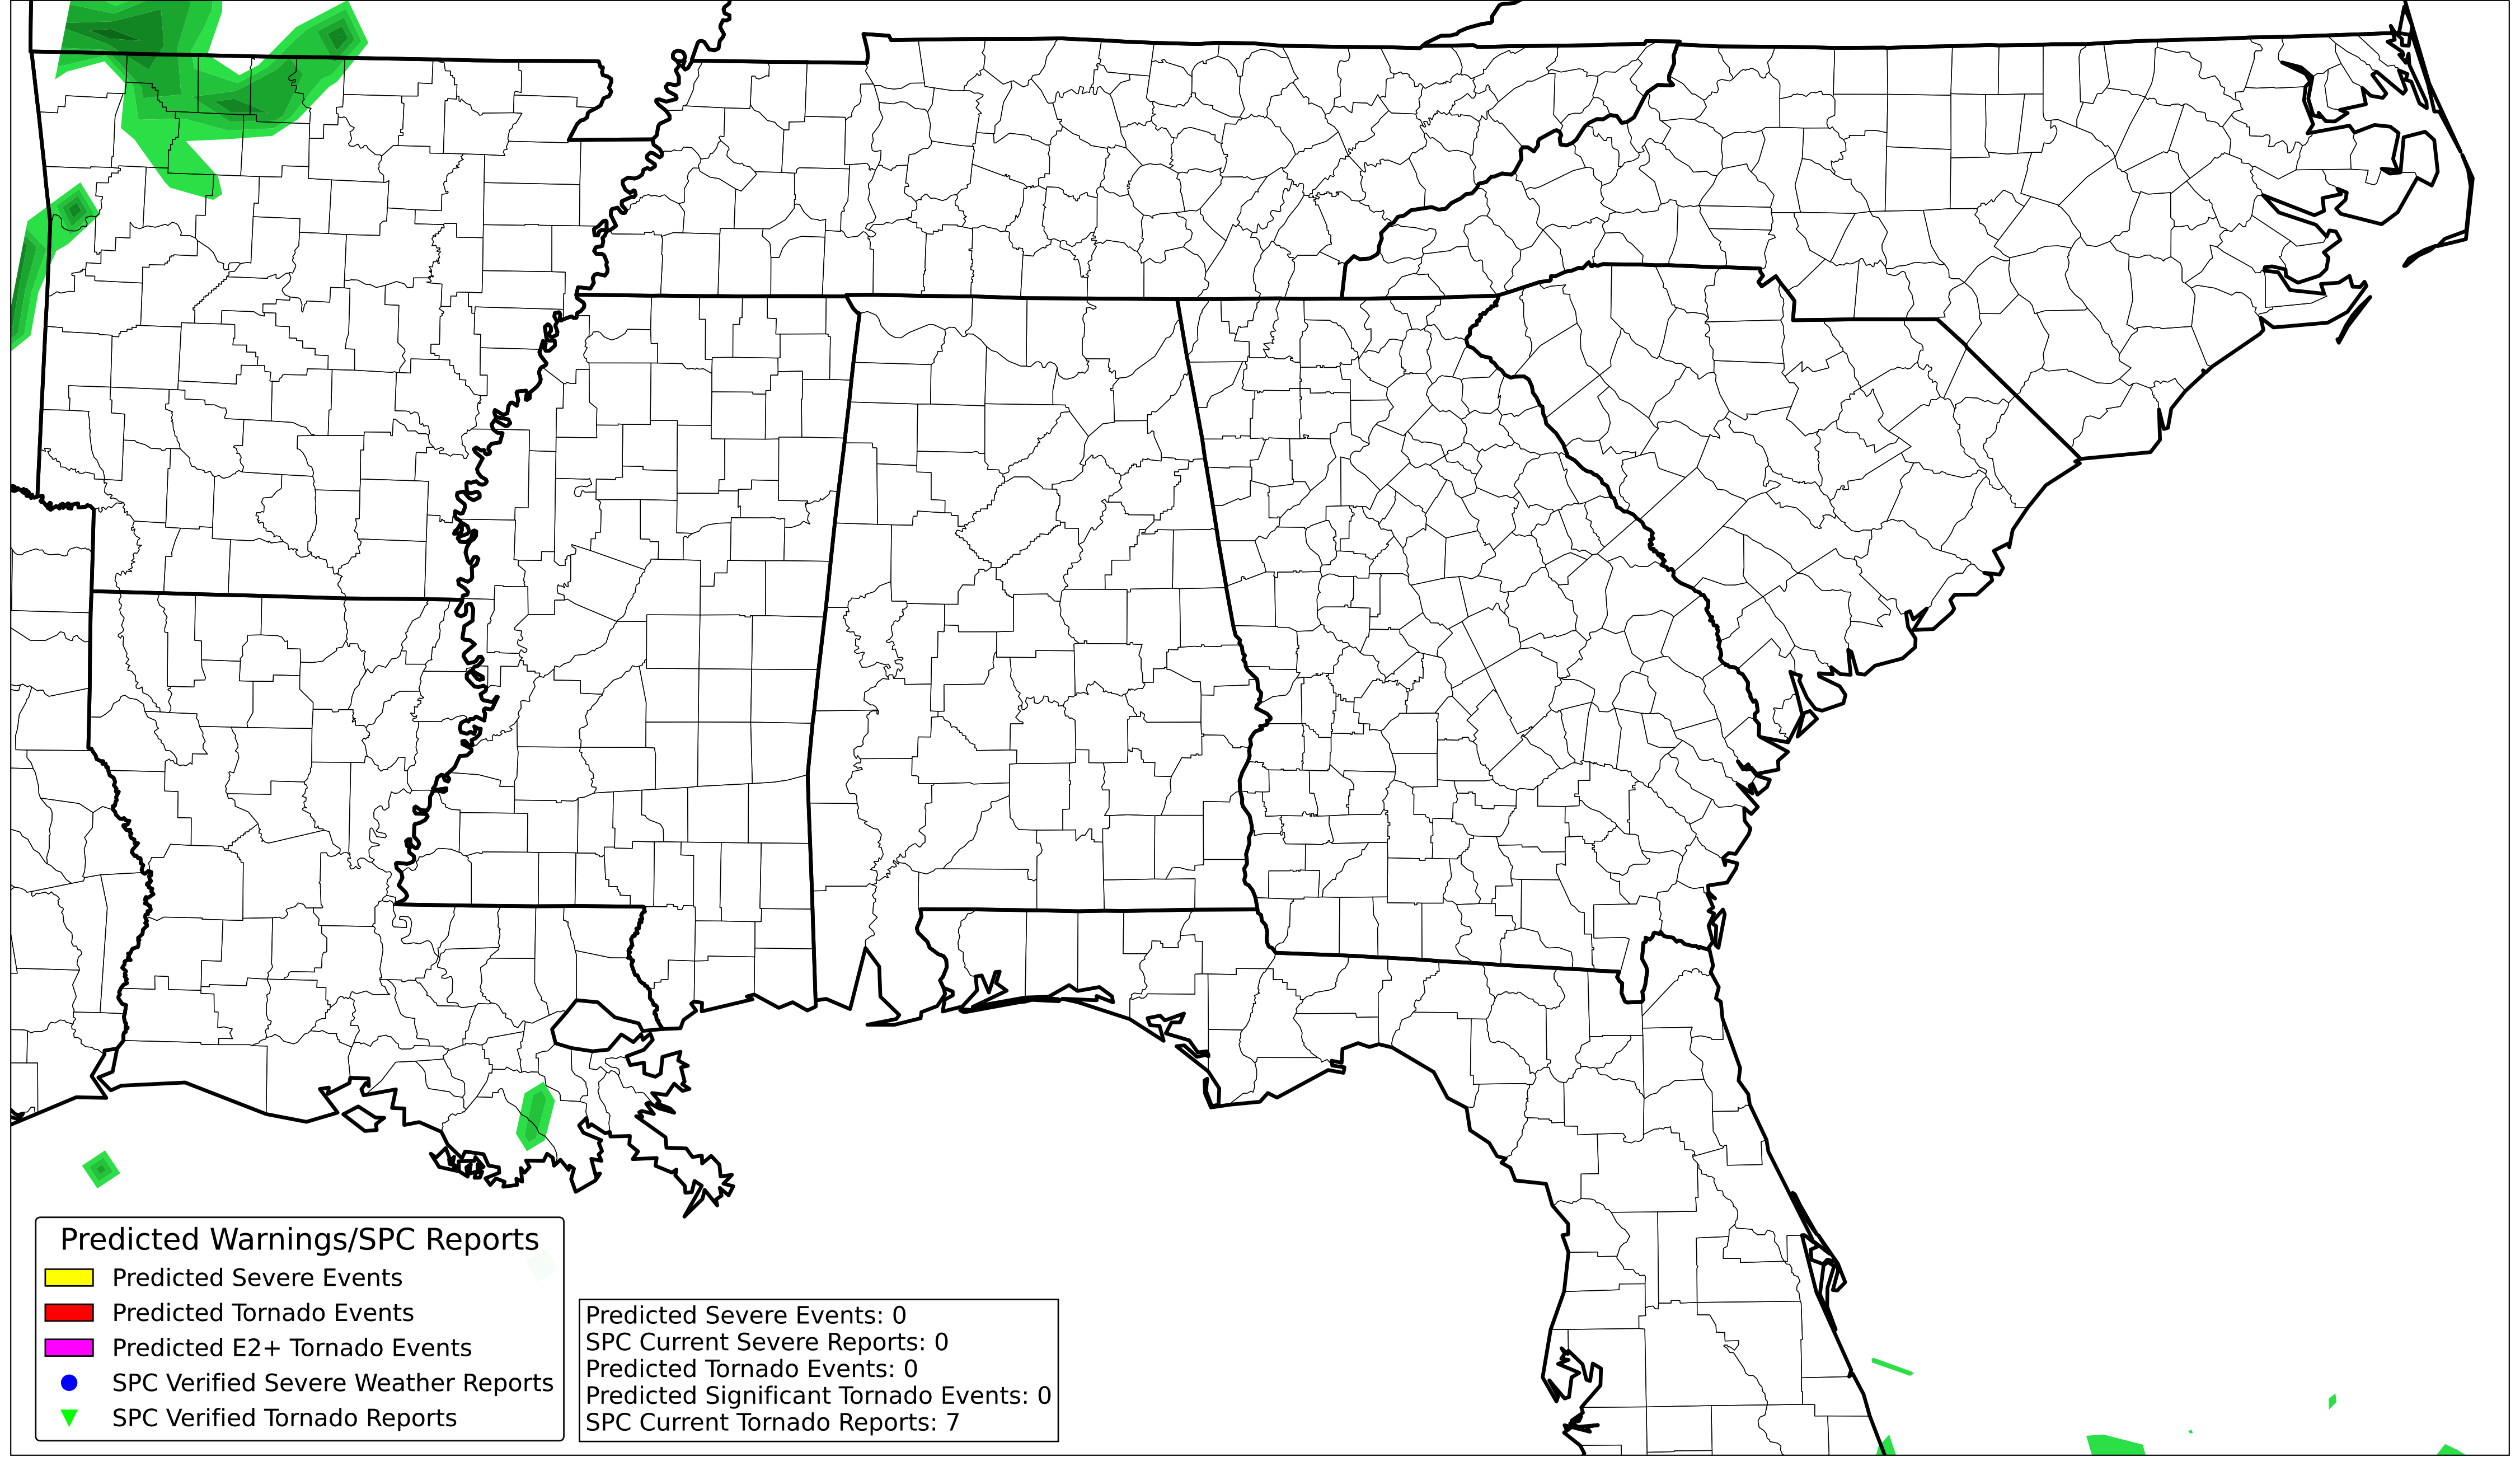 Predicted Warnings/SPC Reports
Predicted Severe Events
Predicted Tornado Events
Predicted E2+ Tornado Events
SPC Verified Severe Weather Reports
SPC Verified Tornado Reports
Predicted Severe Events: 0
SPC Current Severe Reports: 0
Predicted Tornado Events: 0
Predicted Significant Tornado Events: 0
SPC Current Tornado Reports: 7